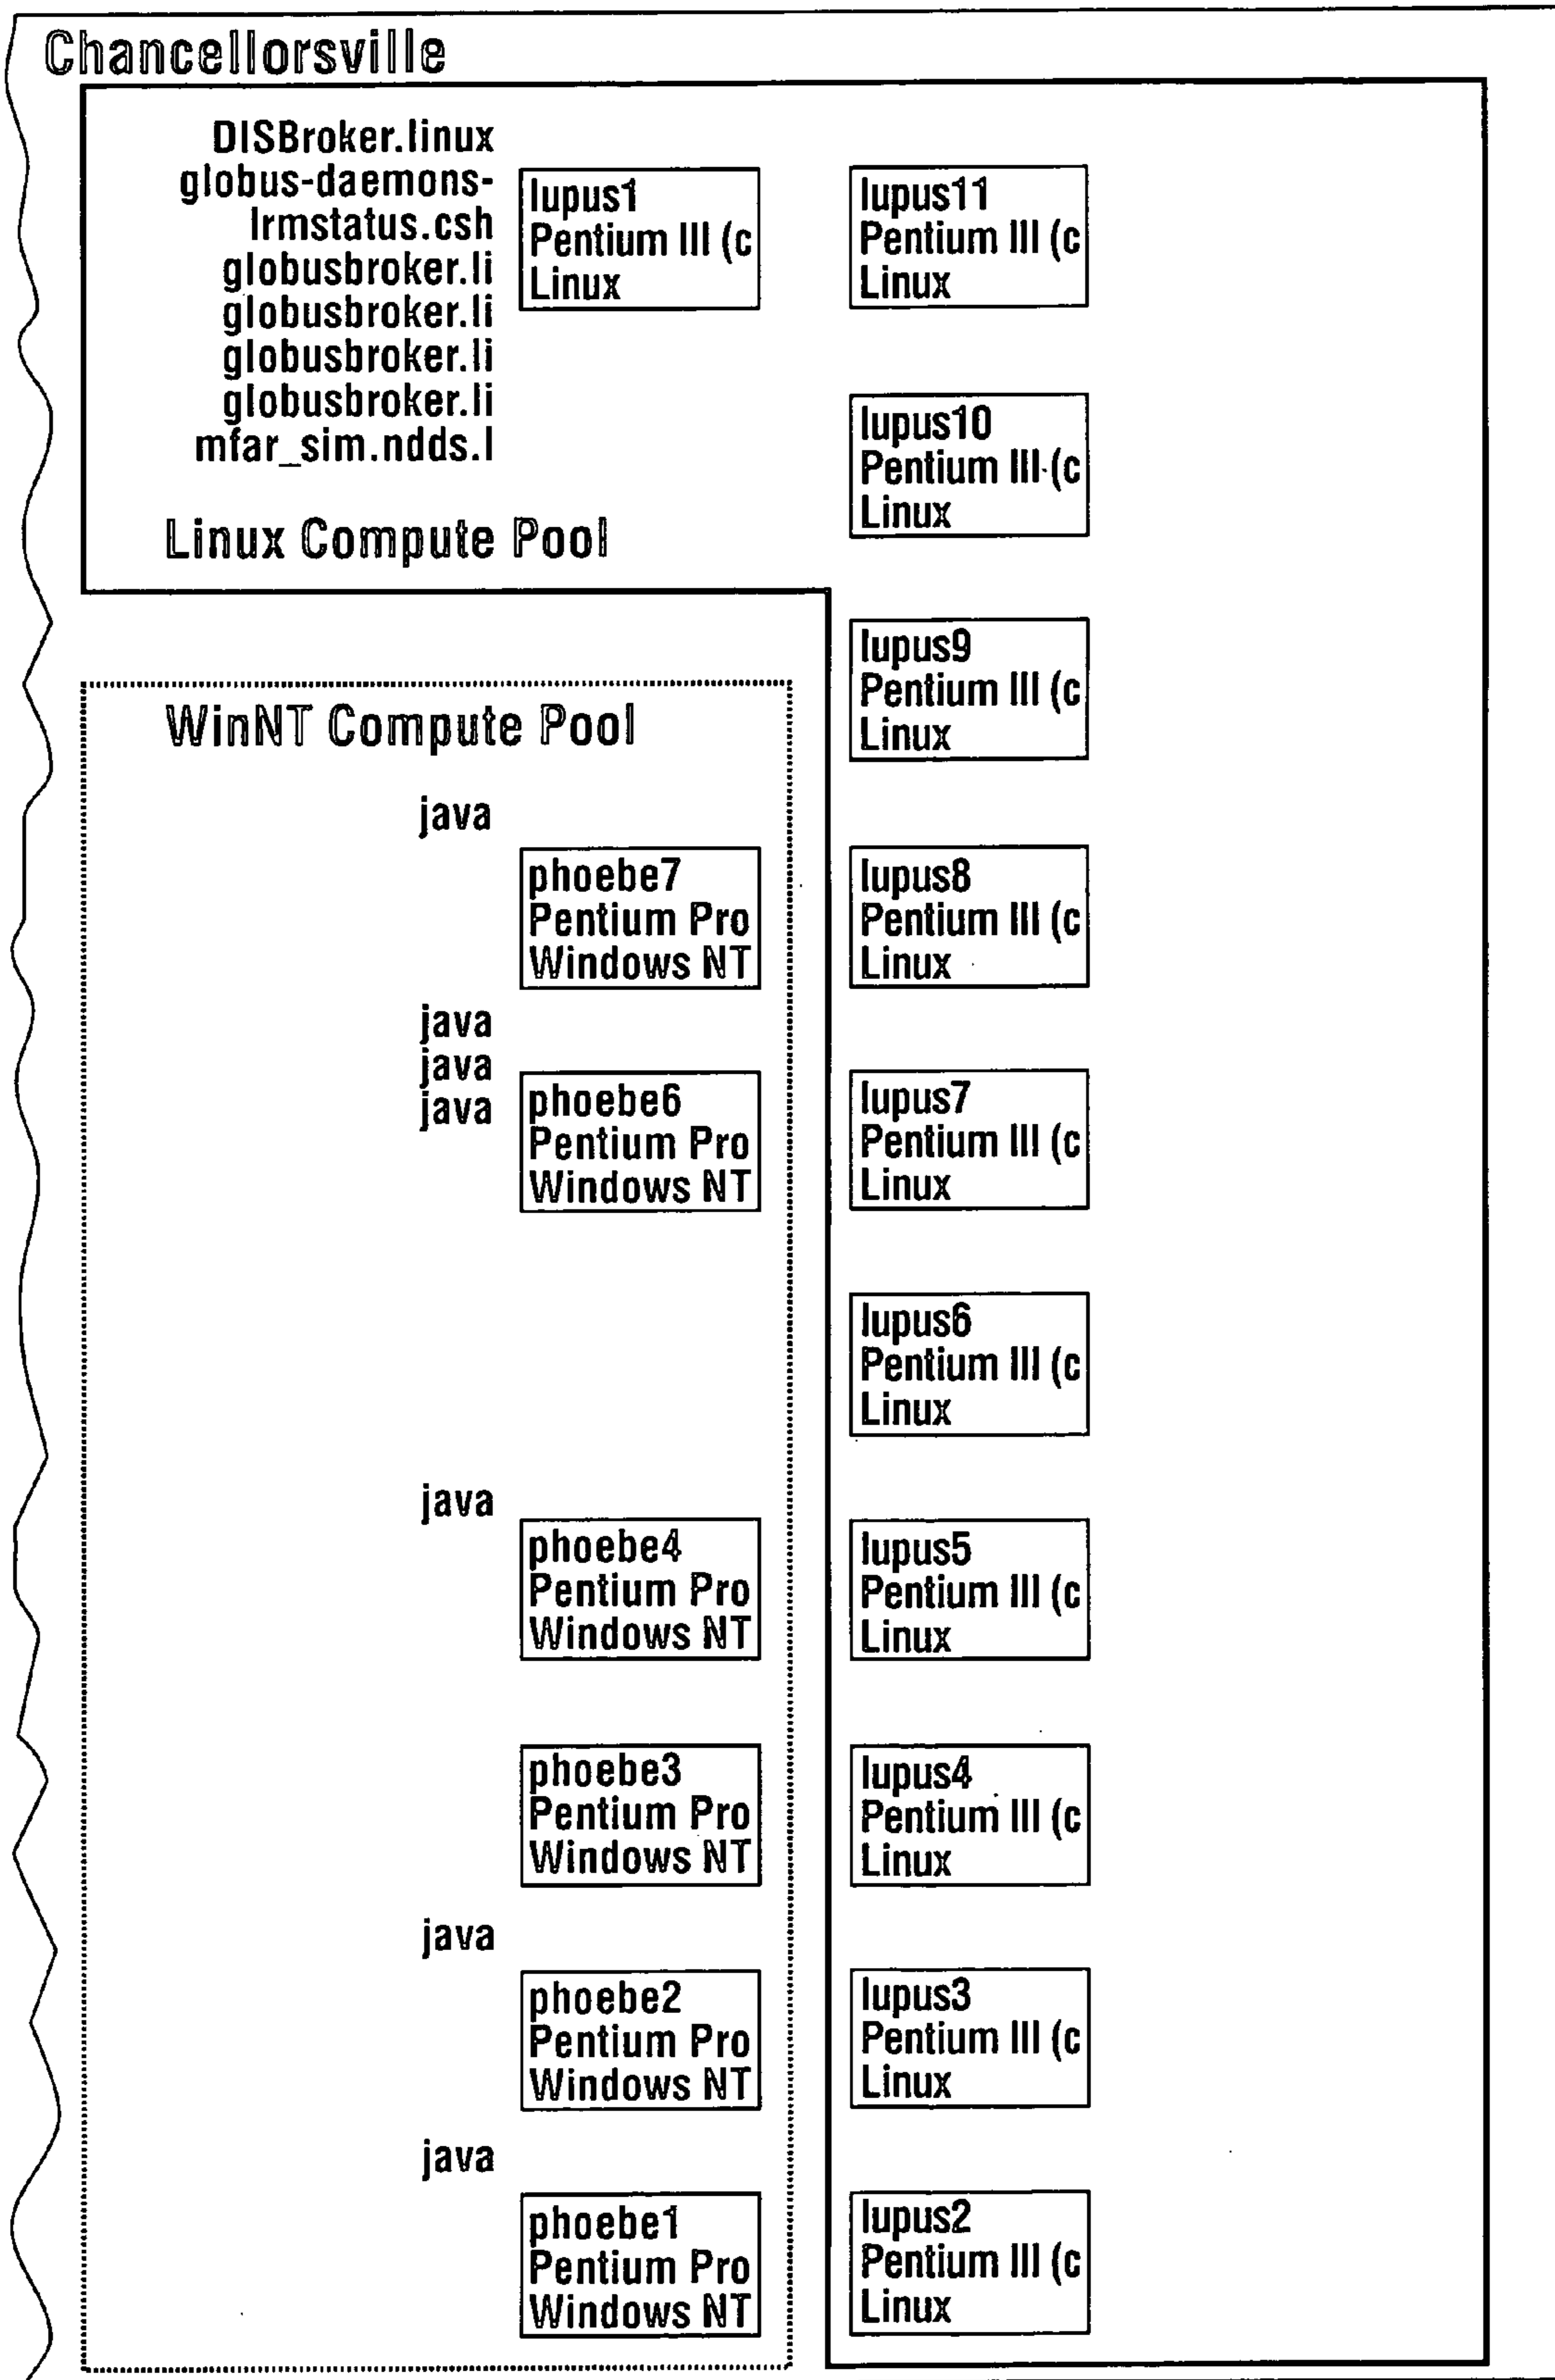 Chancellorsville
DISBroker.linux
globus-daemons-
lrmstatus.csh
globusbroker.li
globusbroker.li
globusbroker.li
globusbroker.li
mfar_sim.ndds.l
lupus1
Pentium III (c
Linux
Linux Compute Pool
lupus11
Pentium III (c
Linux
lupus10
Pentium III (c
Linux
lupus9
Pentium III (c
Linux
lupus8
Pentium III (c
Linux
lupus7
Pentium III (c
Linux
lupus6
Pentium III (c
Linux
lupus5
Pentium III (c
Linux
lupus4
Pentium III (c
Linux
lupus3
Pentium III (c
Linux
lupus2
Pentium III (c
Linux
WinNT Compute Pool
java
phoebe7
Pentium Pro
Windows NT
java
java
java
phoebe6
Pentium Pro
Windows NT
java
phoebe4
Pentium Pro
Windows NT
phoebe3
Pentium Pro
Windows NT
java
phoebe2
Pentium Pro
Windows NT
java
phoebe1
Pentium Pro
Windows NT